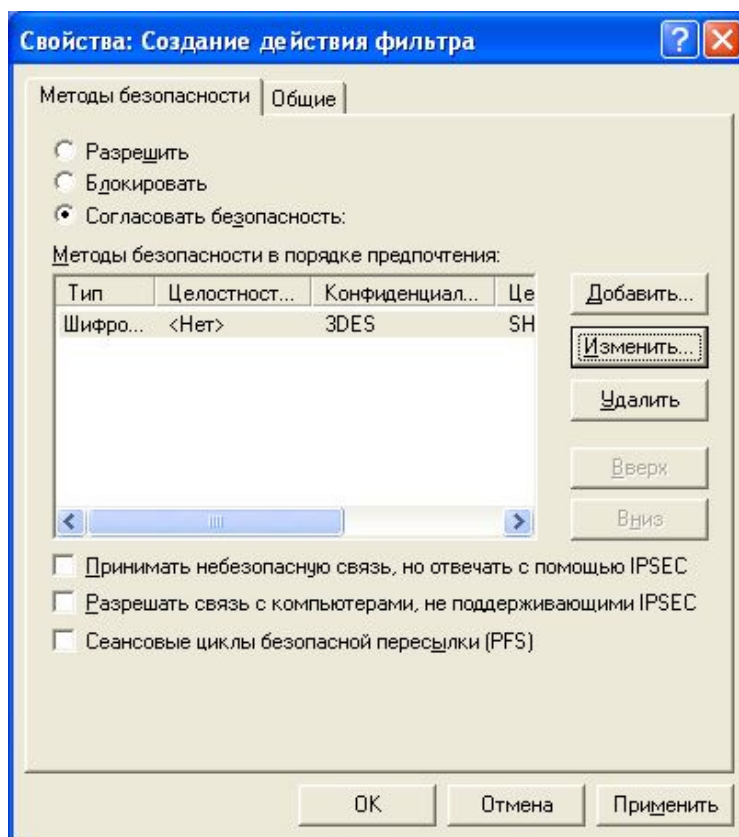 Свойства: Создание действия фильтра
Методы безопасности Общие
Разрешить
Блокировать
Согласовать безопасность:
Методы безопасности в порядке предпочтения:
Тип Целостност... Конфиденциал... Це
Шифро... <Нет> 3DES SH
Добавить...
Изменить...
Удалить
Вверх
Вниз
Принимать небезопасную связь, но отвечать с помощью IPSEC
Разрешать связь с компьютерами, не поддерживающими IPSEC
Сеансовые циклы безопасной пересылки (PFS)
OK Отмена Применить